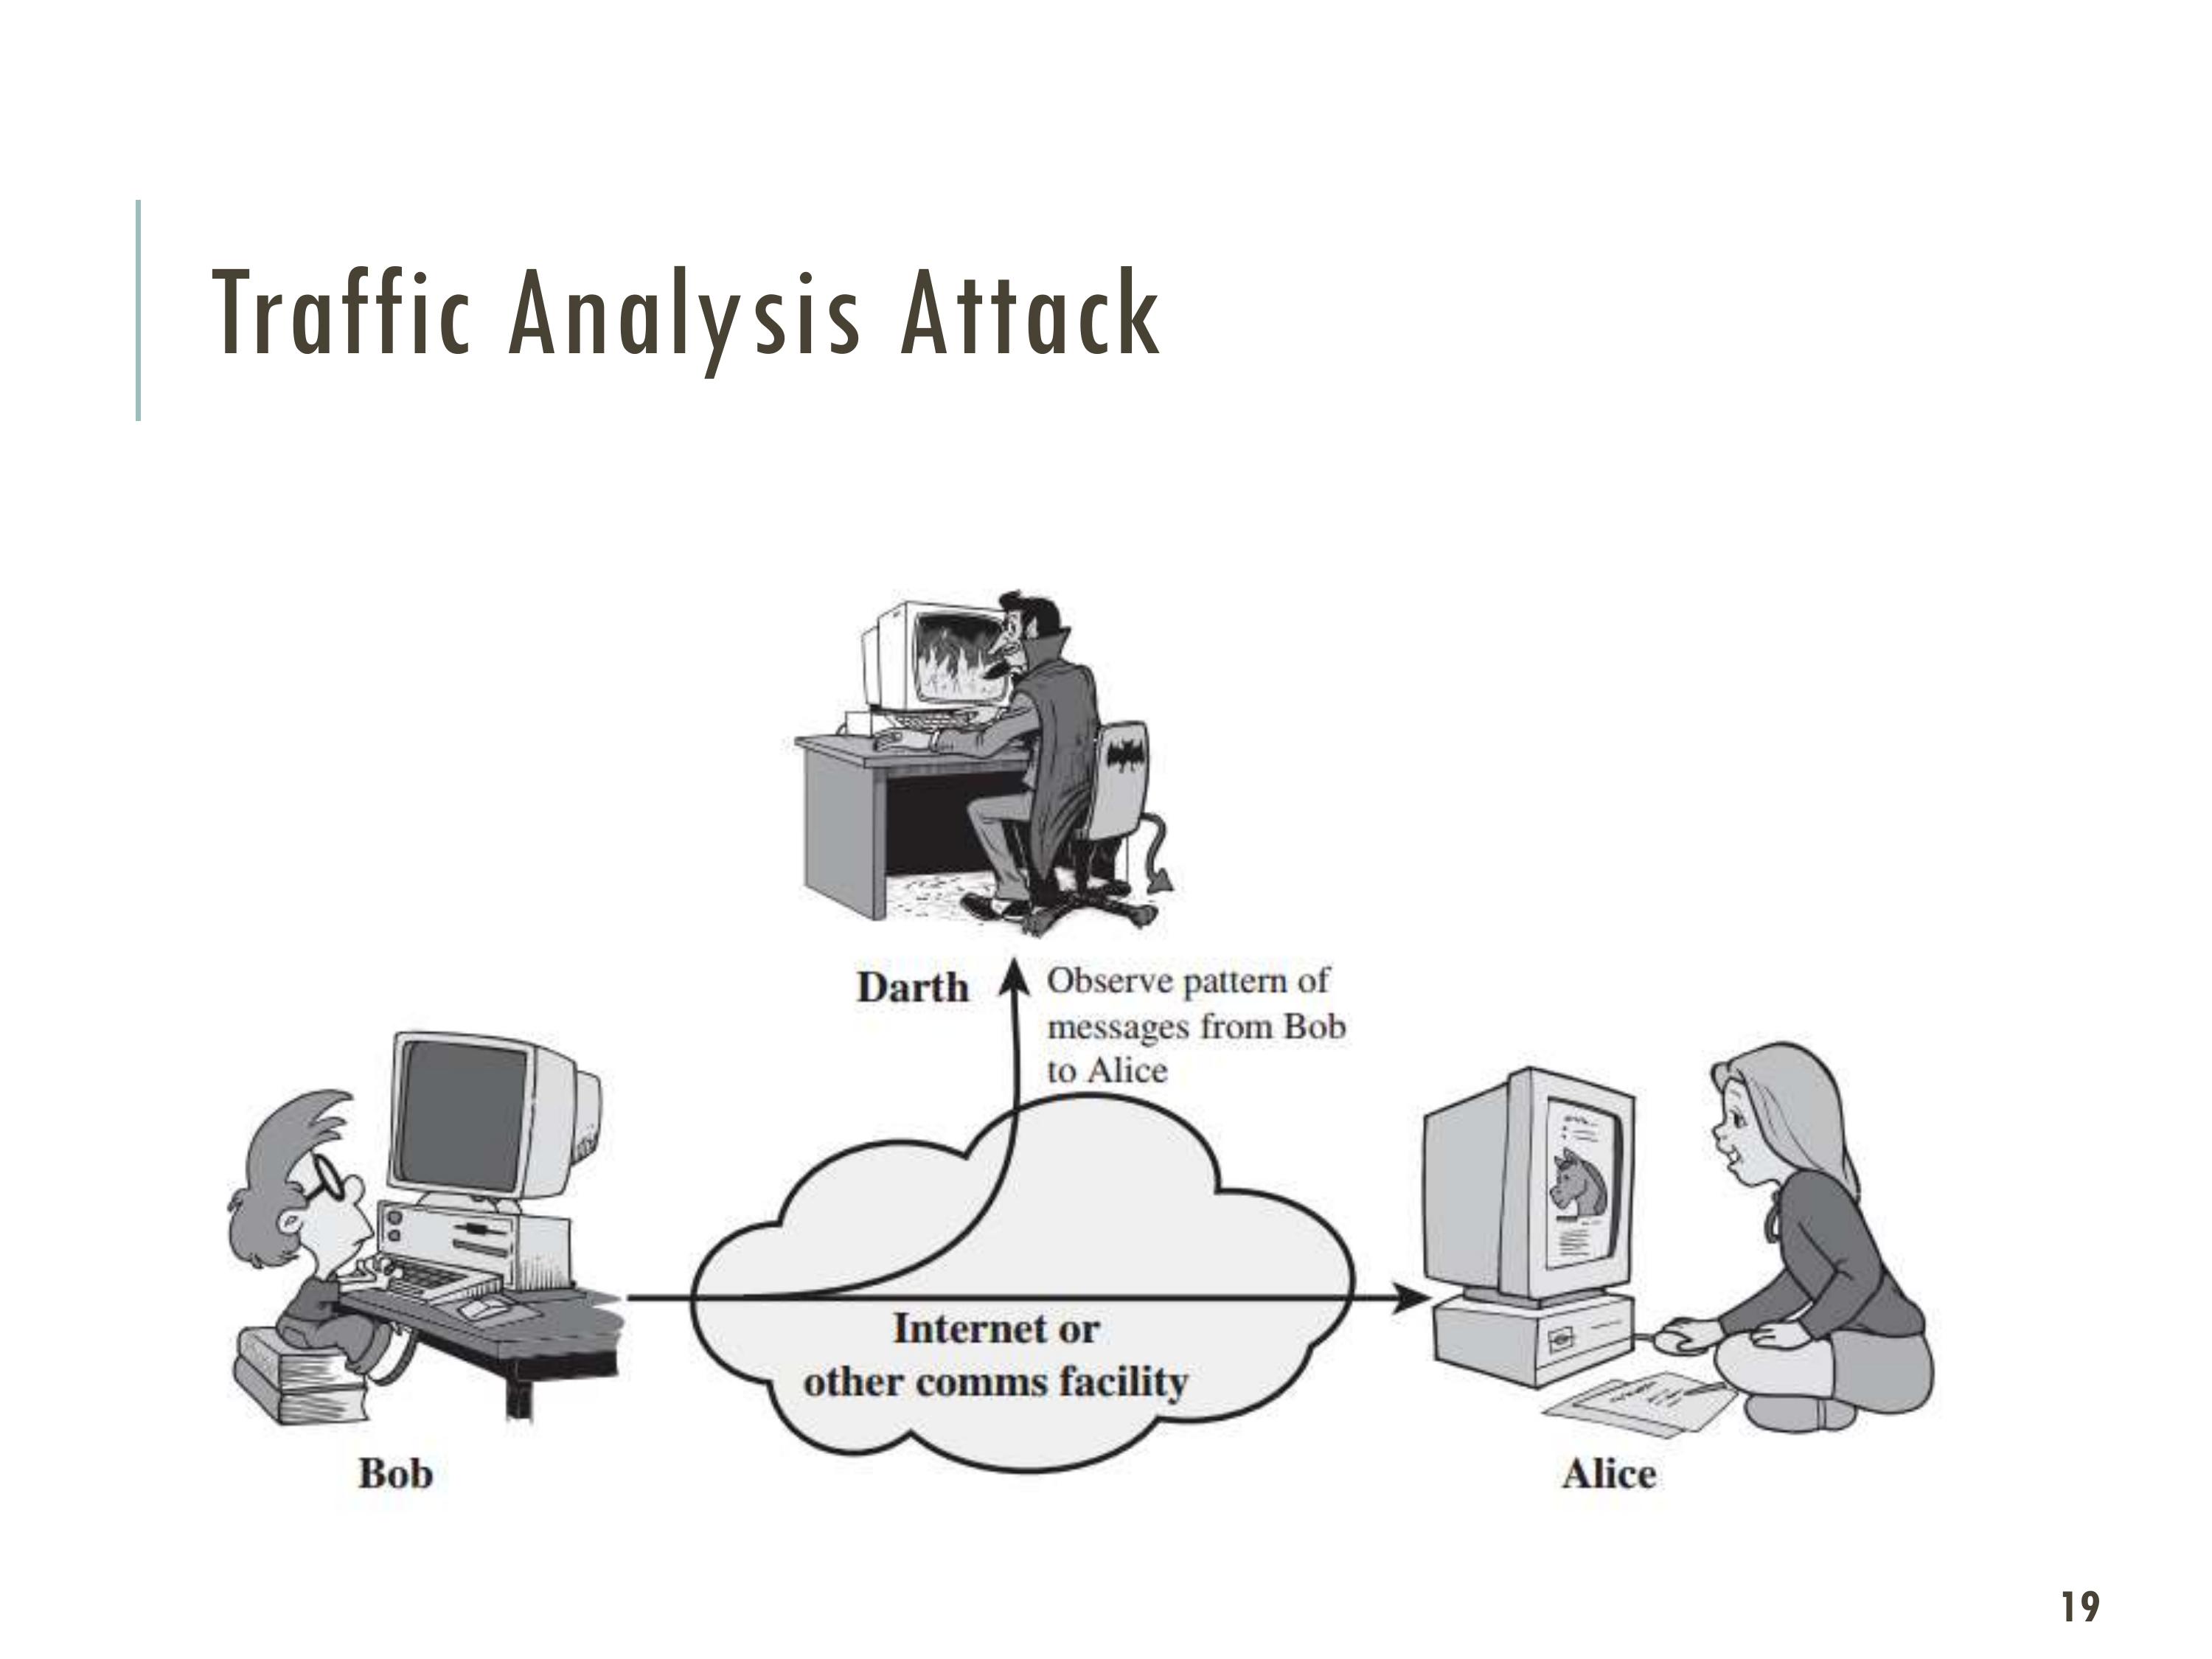 Traffic Analysis Attack
Darth
Observe pattern of
messages from Bob
to Alice
Internet or
other comms facility
Bob
Alice
19